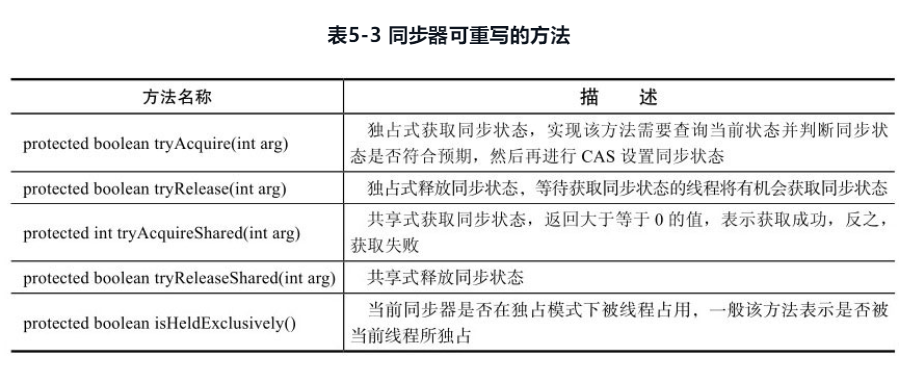 表5-3 同步器可重写的方法
方法名称
描 述
protected boolean tryAcquire(int arg)
独占式获取同步状态，实现该方法需要查询当前状态并判断同步状
态是否符合预期，然后再进行 CAS 设置同步状态
protected boolean tryRelease(int arg)
独占式释放同步状态，等待获取同步状态的线程将有机会获取同步状态
protected int tryAcquireShared(int arg)
共享式获取同步状态，返回大于等于 0 的值，表示获取成功，反之，
获取失败
protected boolean tryReleaseShared(int arg)
共享式释放同步状态
protected boolean isHeldExclusively()
当前同步器是否在独占模式下被线程占用，一般该方法表示是否被
当前线程所独占